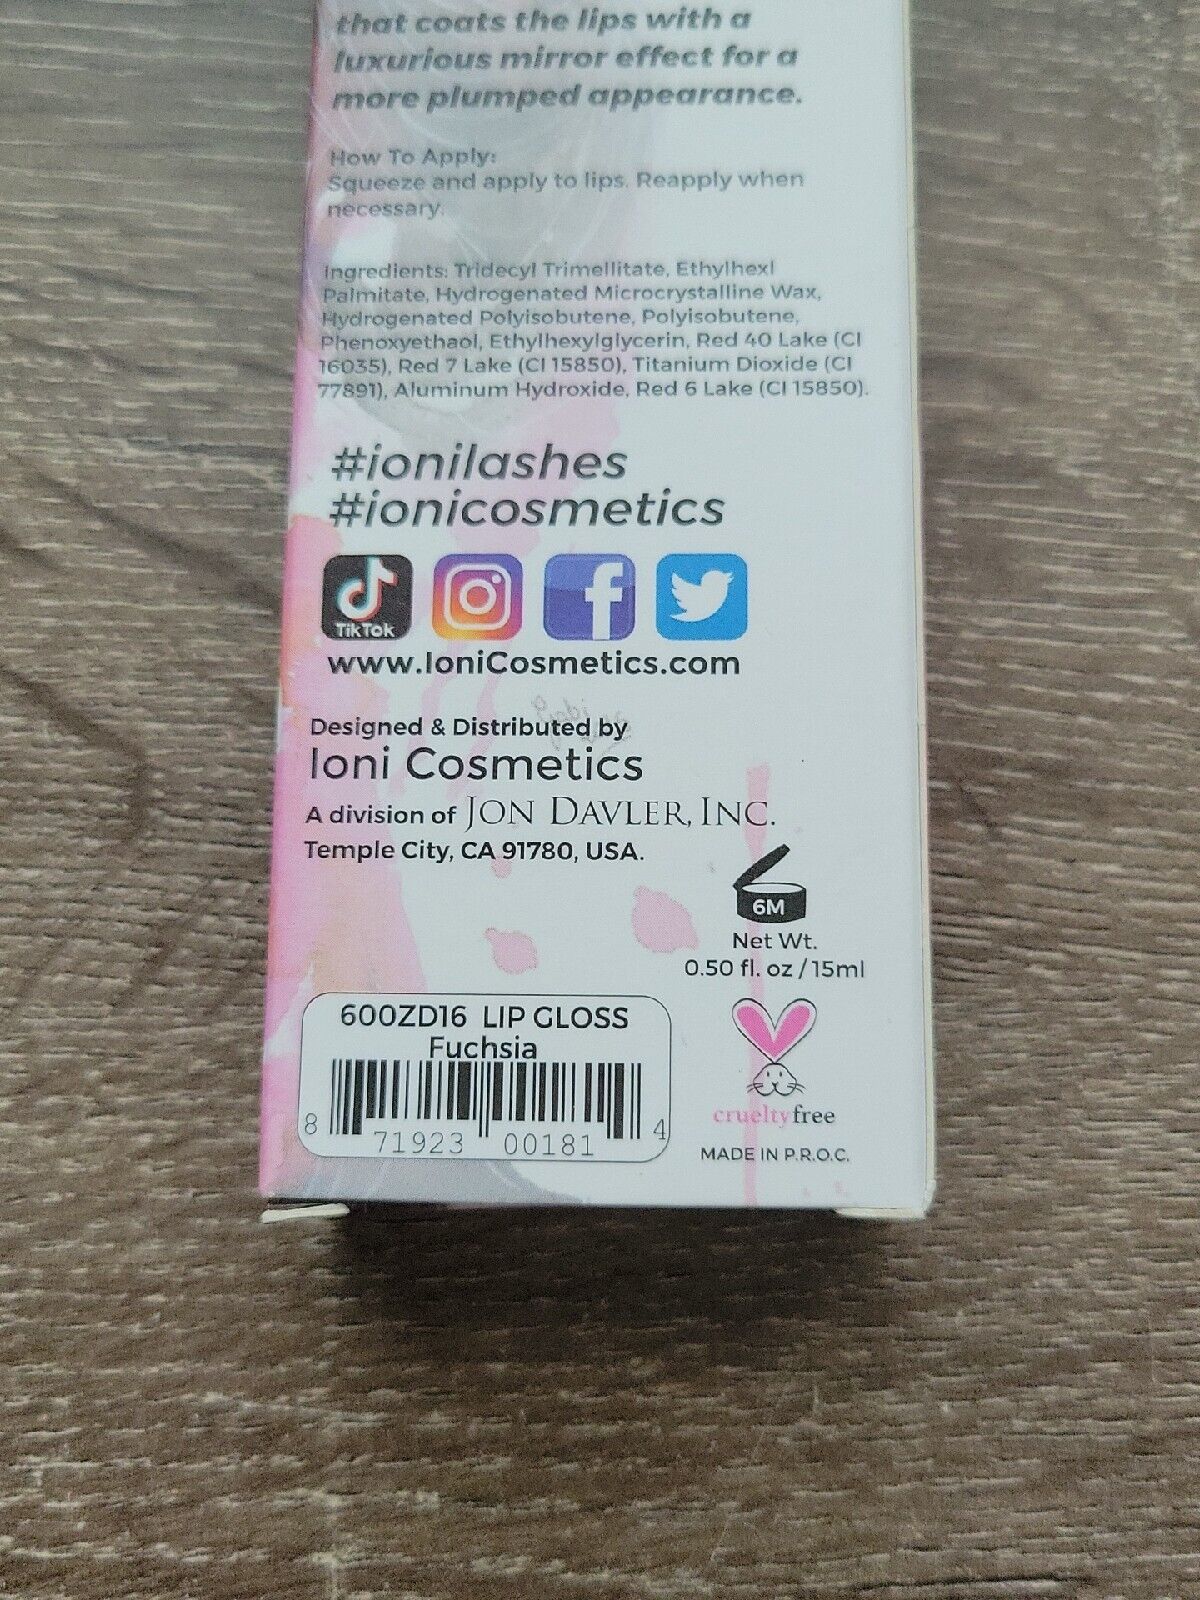 that coats the lips with a
luxurious mirror effect for a
more plumped appearance.
How To Apply:
Squeeze and apply to lips. Reapply when
necessary.
Ingredients: Tridecyl Trimellitate, Ethylhexl
Palmitate, Hydrogenated Microcrystalline Wax,
Hydrogenated Polyisobutene, Polyisobutene,
Phenoxyethaol, Ethylhexylglycerin, Red 40 Lake (CI
16035), Red 7 Lake (CI 15850), Titanium Dioxide (CI
77891), Aluminum Hydroxide, Red 6 Lake (CI 15850).
#ionilashes
#ionicosmetics
TikTok
www.IoniCosmetics.com
Designed & Distributed by
Ioni Cosmetics
A division of JON DAVLER, INC.
Temple City, CA 91780, USA.
6M
Net Wt.
0.50 fl. oz / 15ml
600ZD16 LIP GLOSS
Fuchsia
8 71923 00181 4
crueltyfree
MADE IN P.R.O.C.